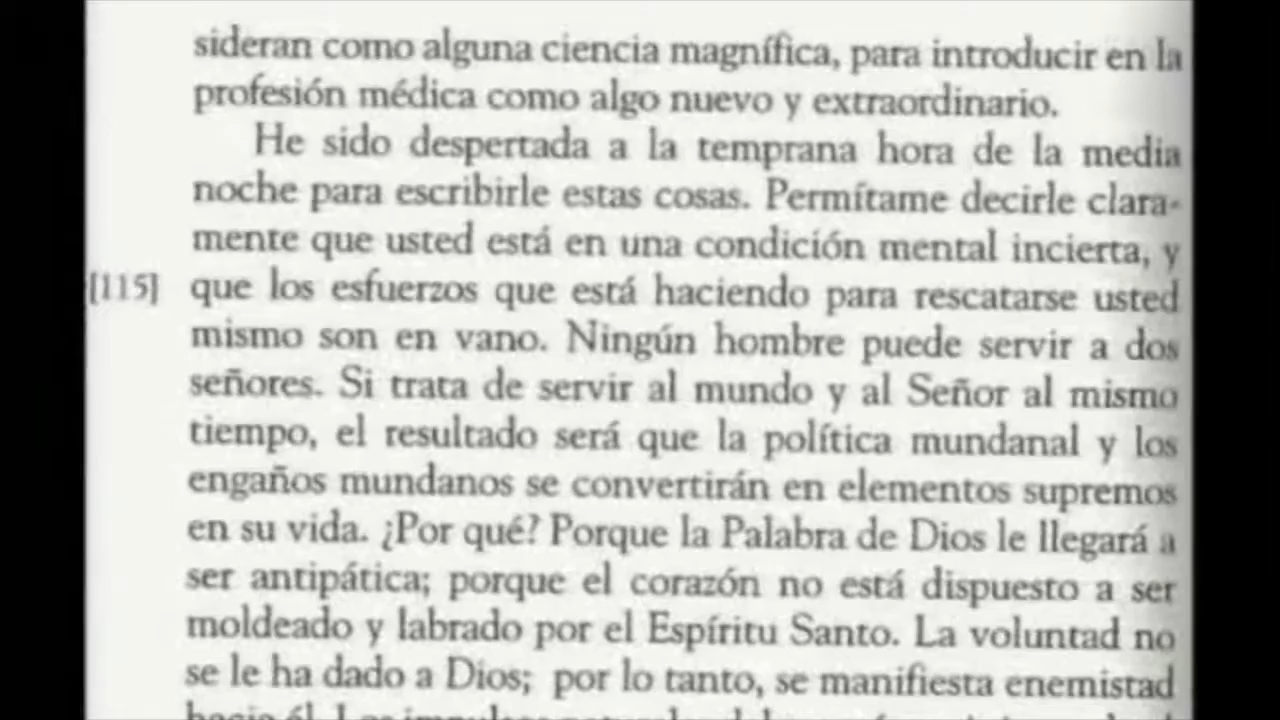 sideran como alguna ciencia magnífica, para introducir en la
profesión médica como algo nuevo y extraordinario.
He sido despertada a la temprana hora de la media
noche para escribirle estas cosas. Permítame decirle clara-
mente que usted está en una condición mental incierta, y
[115] que los esfuerzos que está haciendo para rescatarse usted
mismo son en vano. Ningún hombre puede servir a dos
señores. Si trata de servir al mundo y al Señor al mismo
tiempo, el resultado será que la política mundanal y los
engaños mundanos se convertirán en elementos supremos
en su vida. ¿Por qué? Porque la Palabra de Dios le llegará a
ser antipática; porque el corazón no está dispuesto a ser
moldeado y labrado por el Espíritu Santo. La voluntad no
se le ha dado a Dios; por lo tanto, se manifiesta enemistad